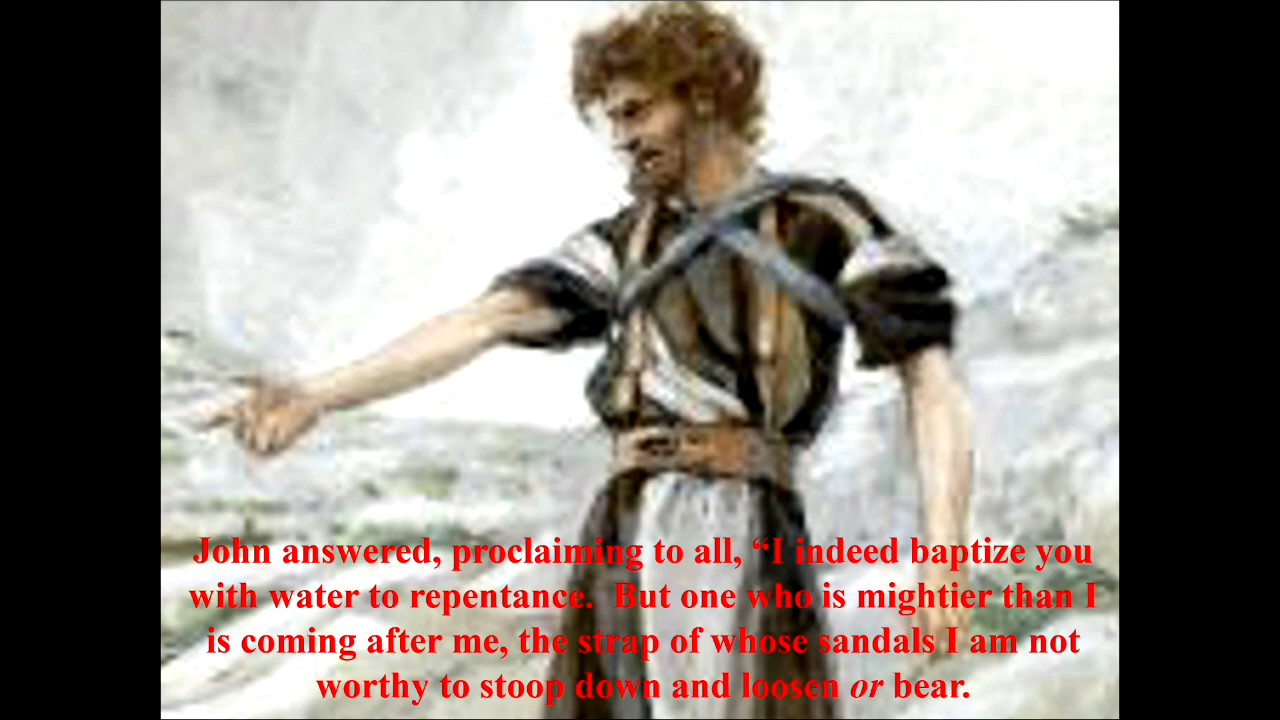 John answered, proclaiming to all, “I indeed baptize you
with water to repentance.  But one who is mightier than I
is coming after me, the strap of whose sandals I am not
worthy to stoop down and loosen or bear.